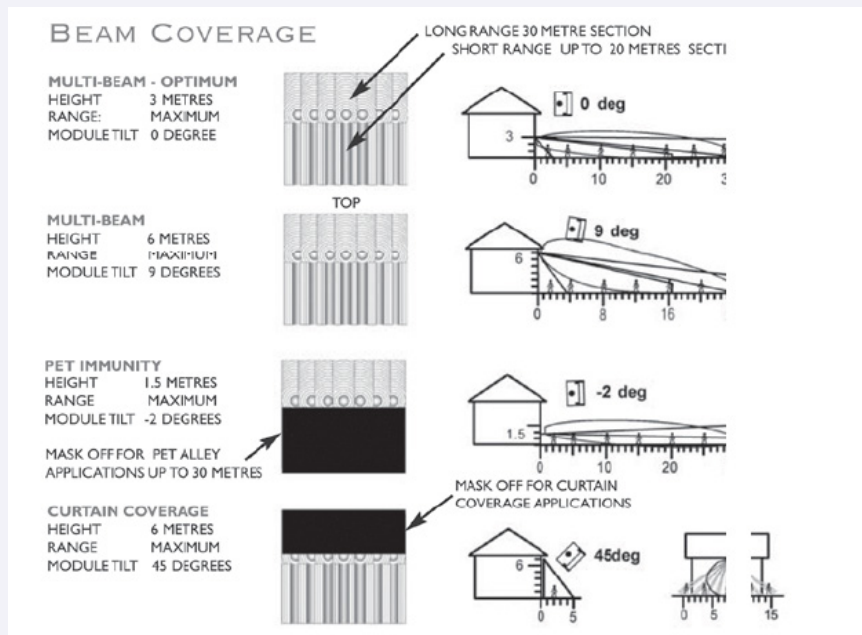 BEAM COVERAGE
LONG RANGE 30 METRE SECTION
SHORT RANGE UP TO 20 METRES SECTI
MULTI-BEAM - OPTIMUM
HEIGHT 3 METRES
RANGE: MAXIMUM
MODULE TILT 0 DEGREE
0 deg
3
0 10 20 3
TOP
MULTI-BEAM
HEIGHT 6 METRES
RANGE MAXIMUM
MODULE TILT 9 DEGREES
9 deg
6
0 8 16
PET IMMUNITY
HEIGHT 1.5 METRES
RANGE MAXIMUM
MODULE TILT -2 DEGREES
-2 deg
1.5
0 10 20
MASK OFF FOR PET ALLEY
APPLICATIONS UP TO 30 METRES
MASK OFF FOR CURTAIN
COVERAGE APPLICATIONS
CURTAIN COVERAGE
HEIGHT 6 METRES
RANGE MAXIMUM
MODULE TILT 45 DEGREES
45deg
6
0 5
0 5 15